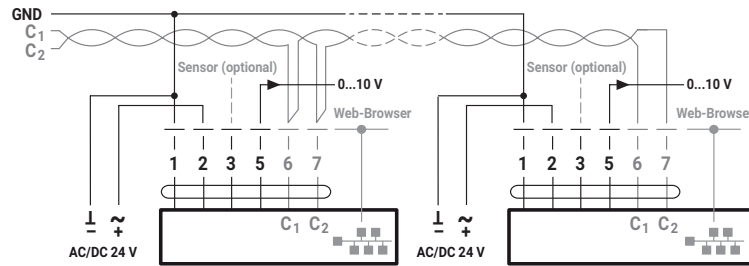 GND
C1
C2
Sensor (optional)
0...10 V
Web-Browser
1 2 3 5 6 7
C1 C2
⊥ ~
– +
AC/DC 24 V
Sensor (optional)
0...10 V
Web-Browse
1 2 3 5 6 7
C1 C2
⊥ ~
– +
AC/DC 24 V